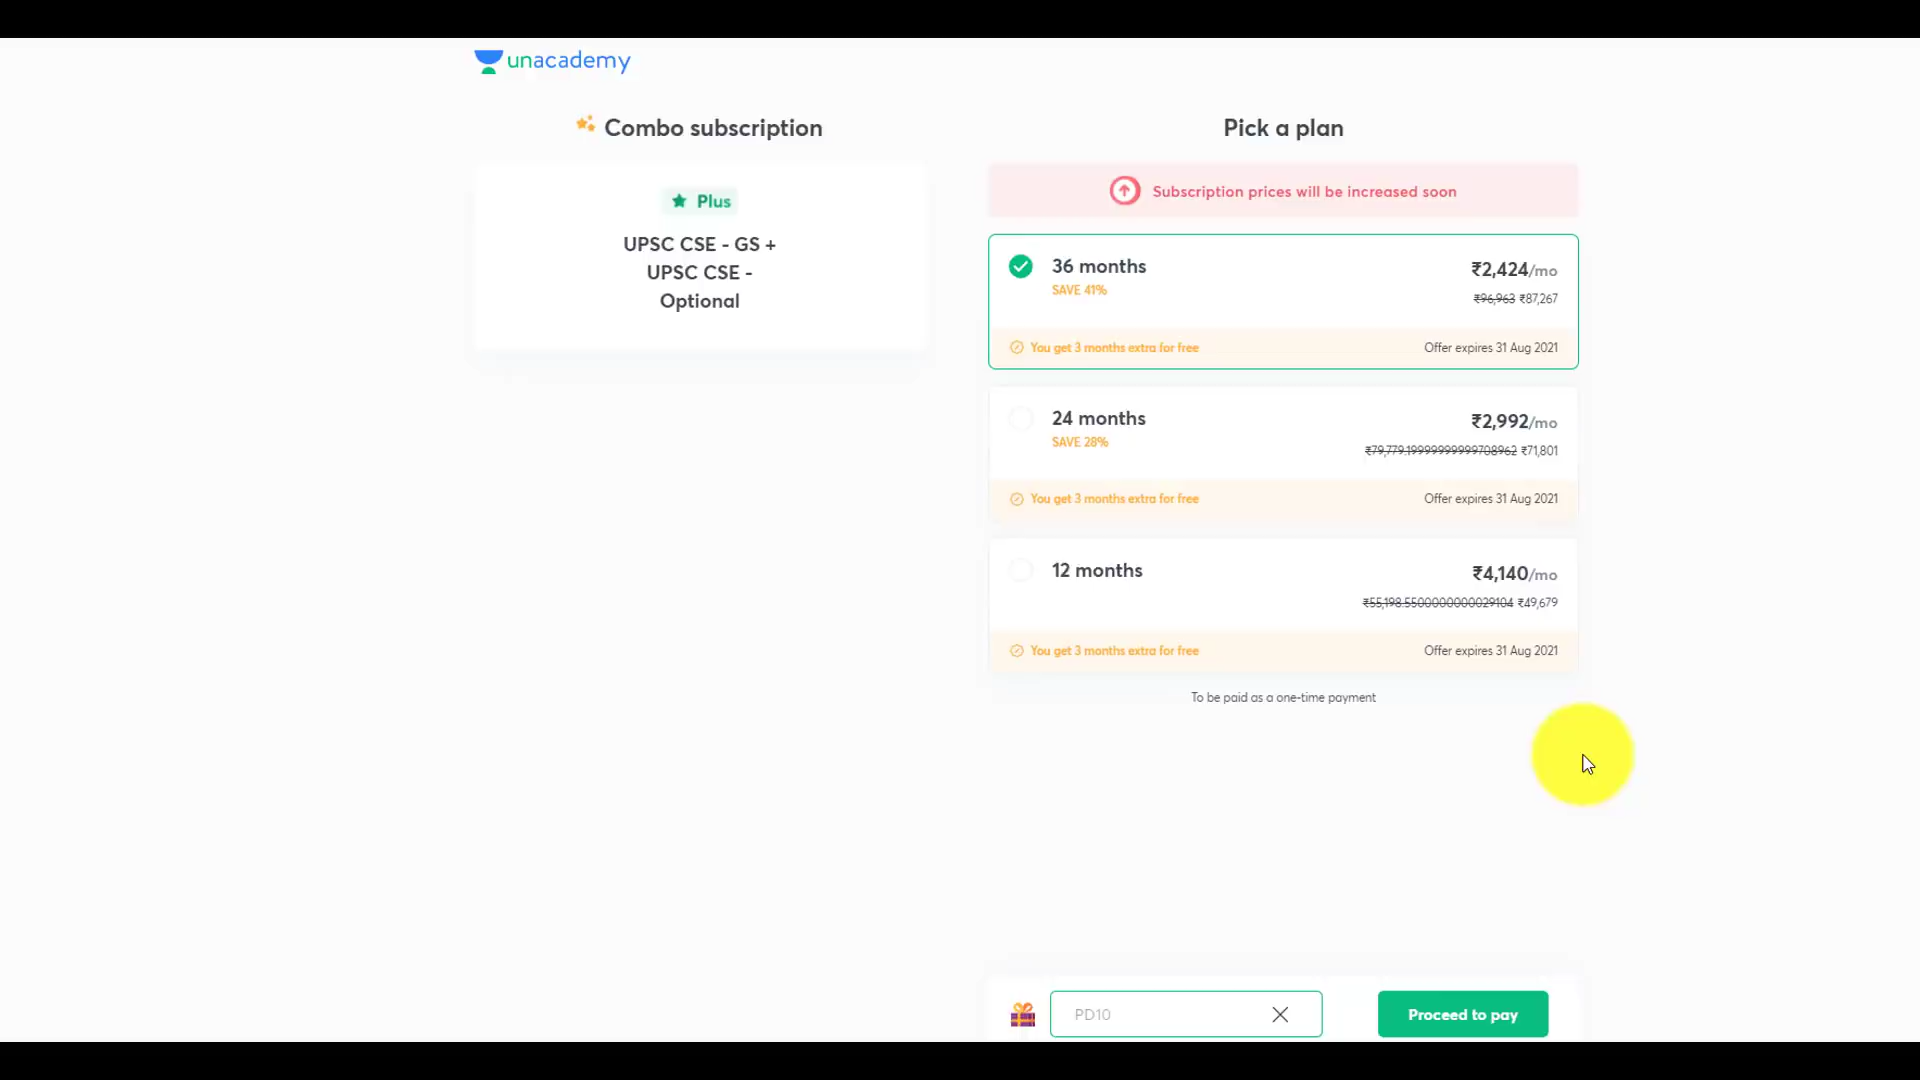 unacademy
Combo subscription
Plus
UPSC CSE - GS +
UPSC CSE -
Optional
Pick a plan
Subscription prices will be increased soon
36 months
₹2,424/mo
SAVE 41%
₹96,963 ₹87,267
You get 3 months extra for free
Offer expires 31 Aug 2021
24 months
₹2,992/mo
SAVE 28%
₹79,779.19999999999708962 ₹71,801
You get 3 months extra for free
Offer expires 31 Aug 2021
12 months
₹4,140/mo
₹55,198.5500000000029104 ₹49,679
You get 3 months extra for free
Offer expires 31 Aug 2021
To be paid as a one-time payment
PD10
Proceed to pay